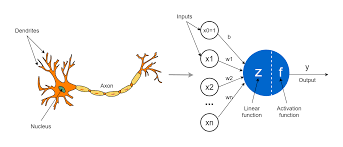 Dendrites
Axon
Nucleus
Inputs
x0=1
x1
x2
...
xn
b
w1
w2
wn
z
f
y
Output
Linear
function
Activation
function